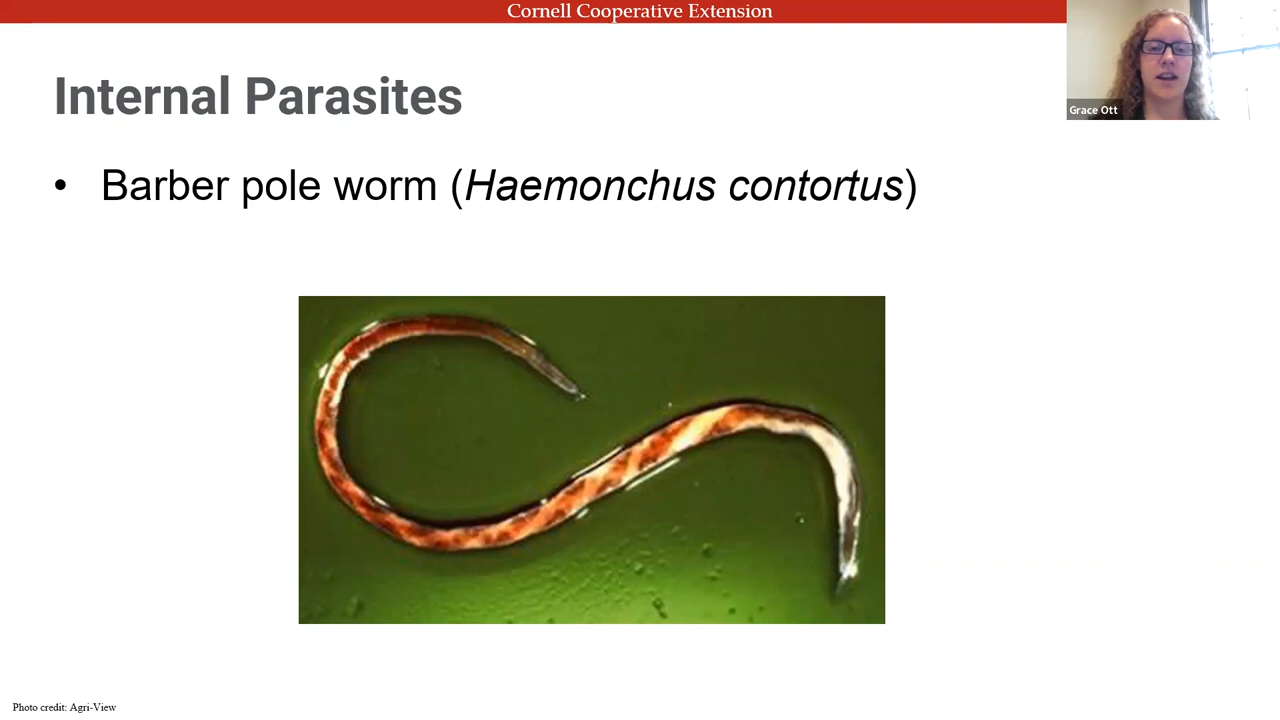 Cornell Cooperative Extension
Grace Ott
Internal Parasites
• Barber pole worm (Haemonchus contortus)
Photo credit: Agri-View